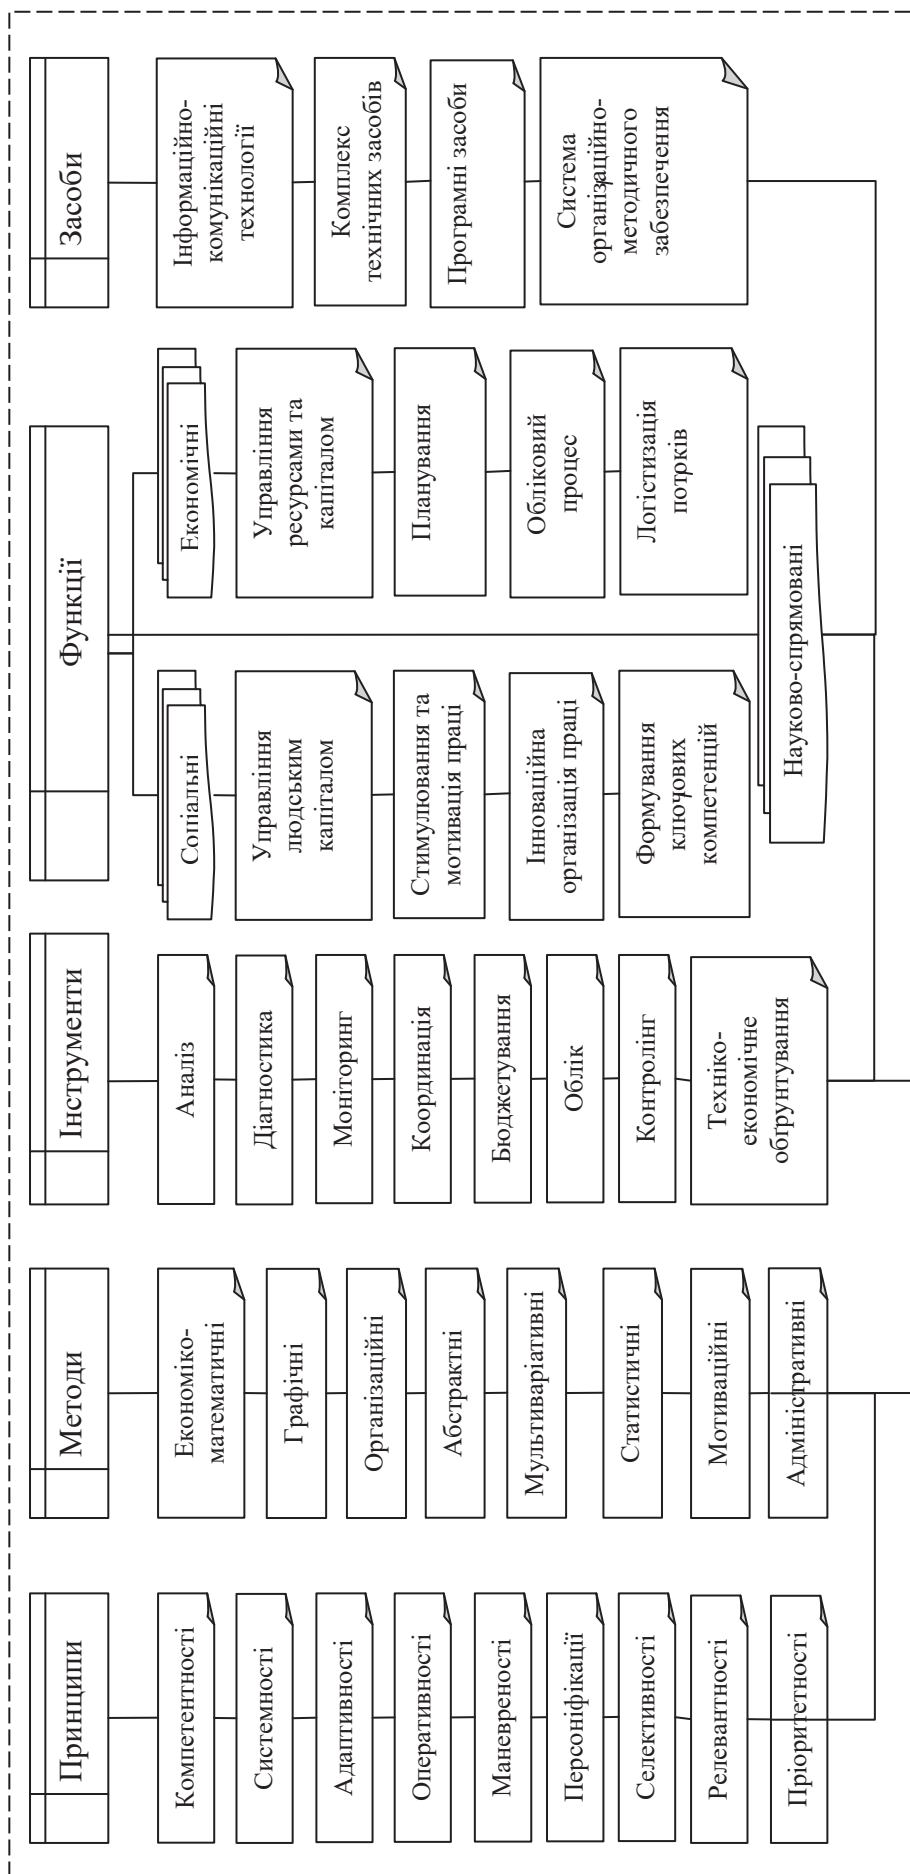 Принципи
Компетентності
Системності
Адаптивності
Оперативності
Маневреності
Персоніфікації
Селективності
Релевантності
Пріоритетності
Методи
Економіко-
математичні
Графічні
Організаційні
Абстрактні
Мультиваріативні
Статистичні
Мотиваційні
Адміністративні
Інструменти
Аналіз
Діагностика
Моніторинг
Координація
Бюджетування
Облік
Контролінг
Техніко-
економічне
обґрунтування
Функції
Соціальні
Управління
людським
капіталом
Стимулювання та
мотивація праці
Інноваційна
організація праці
Формування
ключових
компетенцій
Економічні
Управління
ресурсами та
капіталом
Планування
Обліковий
процес
Логістизація
потоків
Науково-спрямовані
Засоби
Інформаційно-
комунікаційні
технології
Комплекс
технічних засобів
Програмні засоби
Система
організаційно-
методичного
забезпечення